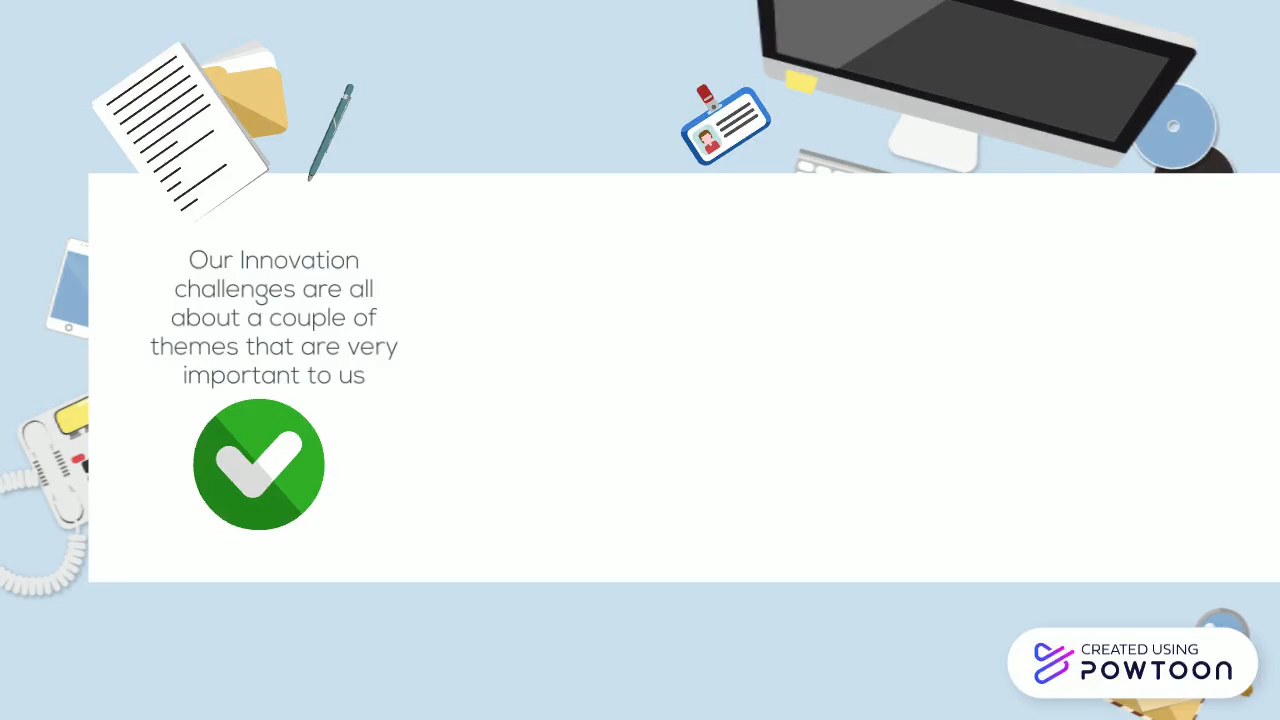 Our Innovation
challenges are all
about a couple of
themes that are very
important to us
CREATED USING
POWTOON